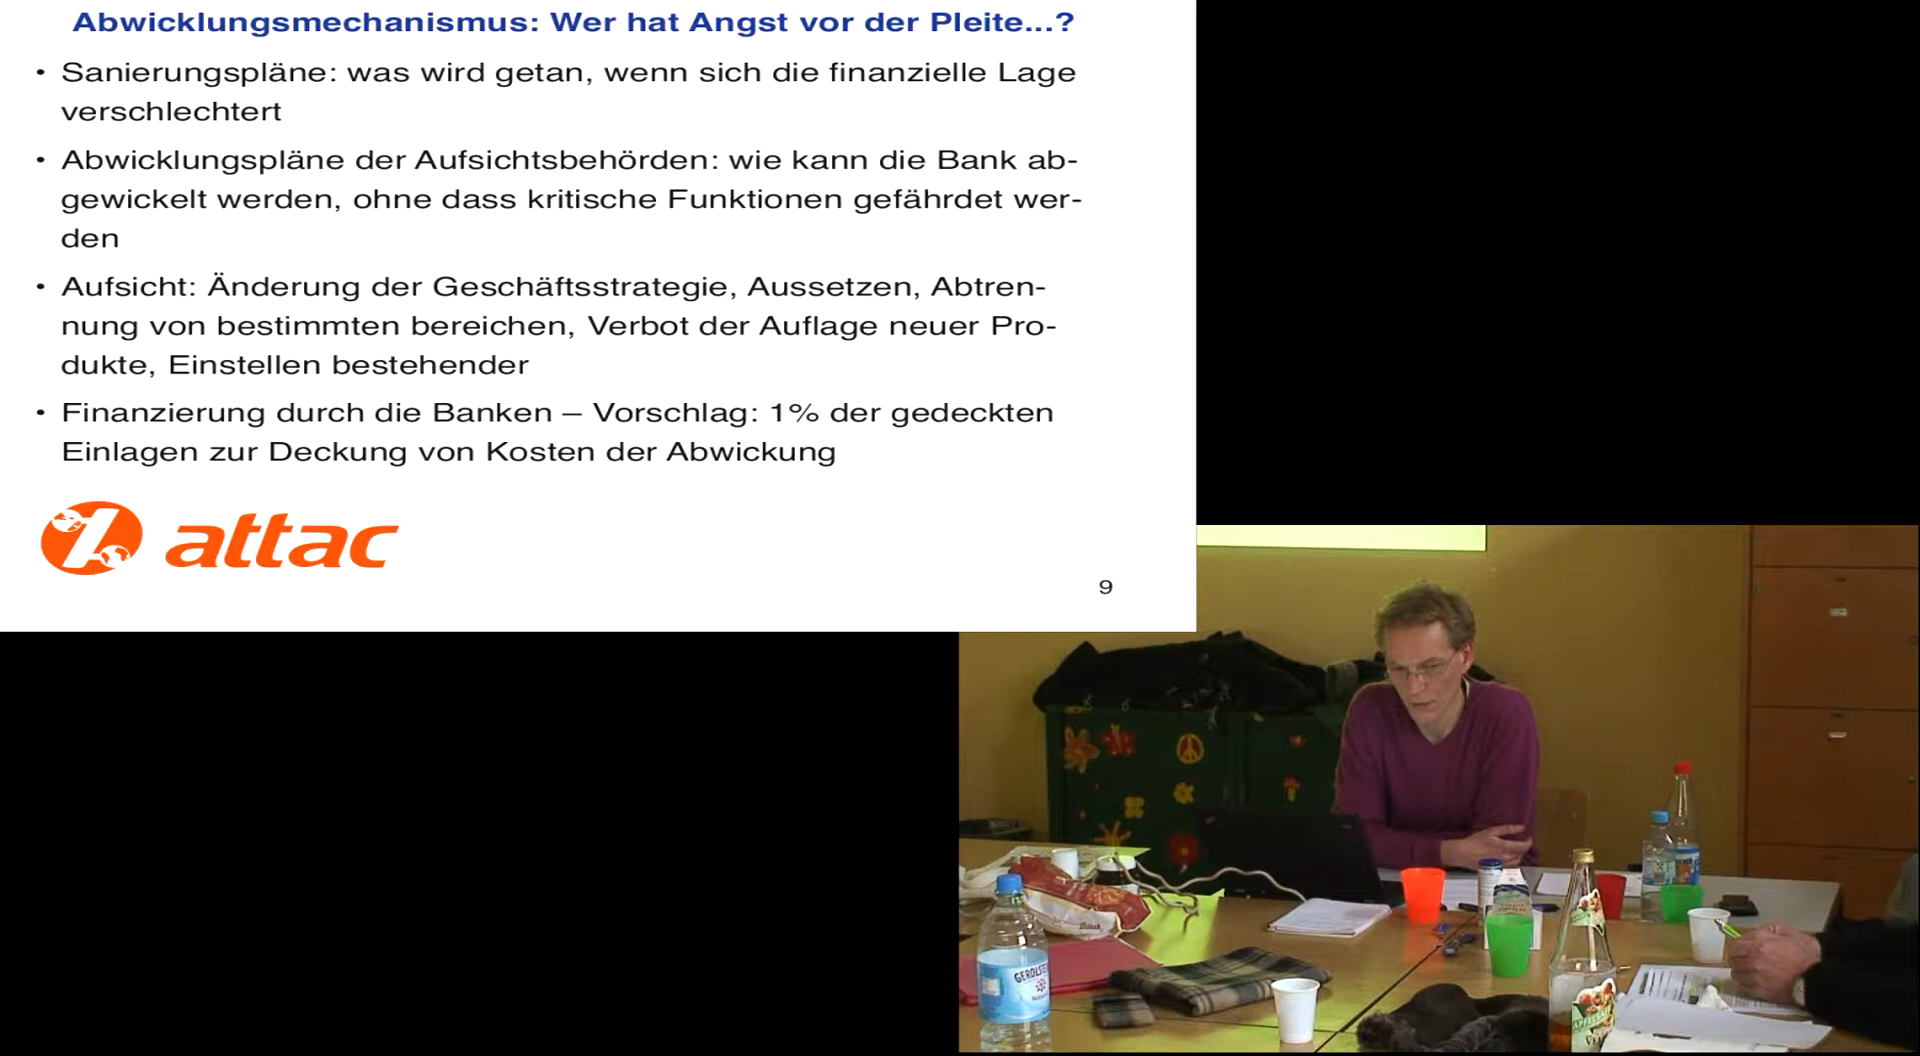 Abwicklungsmechanismus: Wer hat Angst vor der Pleite...?
• Sanierungspläne: was wird getan, wenn sich die finanzielle Lage
verschlechtert
• Abwicklungspläne der Aufsichtsbehörden: wie kann die Bank ab-
gewickelt werden, ohne dass kritische Funktionen gefährdet wer-
den
• Aufsicht: Änderung der Geschäftsstrategie, Aussetzen, Abtren-
nung von bestimmten bereichen, Verbot der Auflage neuer Pro-
dukte, Einstellen bestehender
• Finanzierung durch die Banken – Vorschlag: 1% der gedeckten
Einlagen zur Deckung von Kosten der Abwickung
attac
9